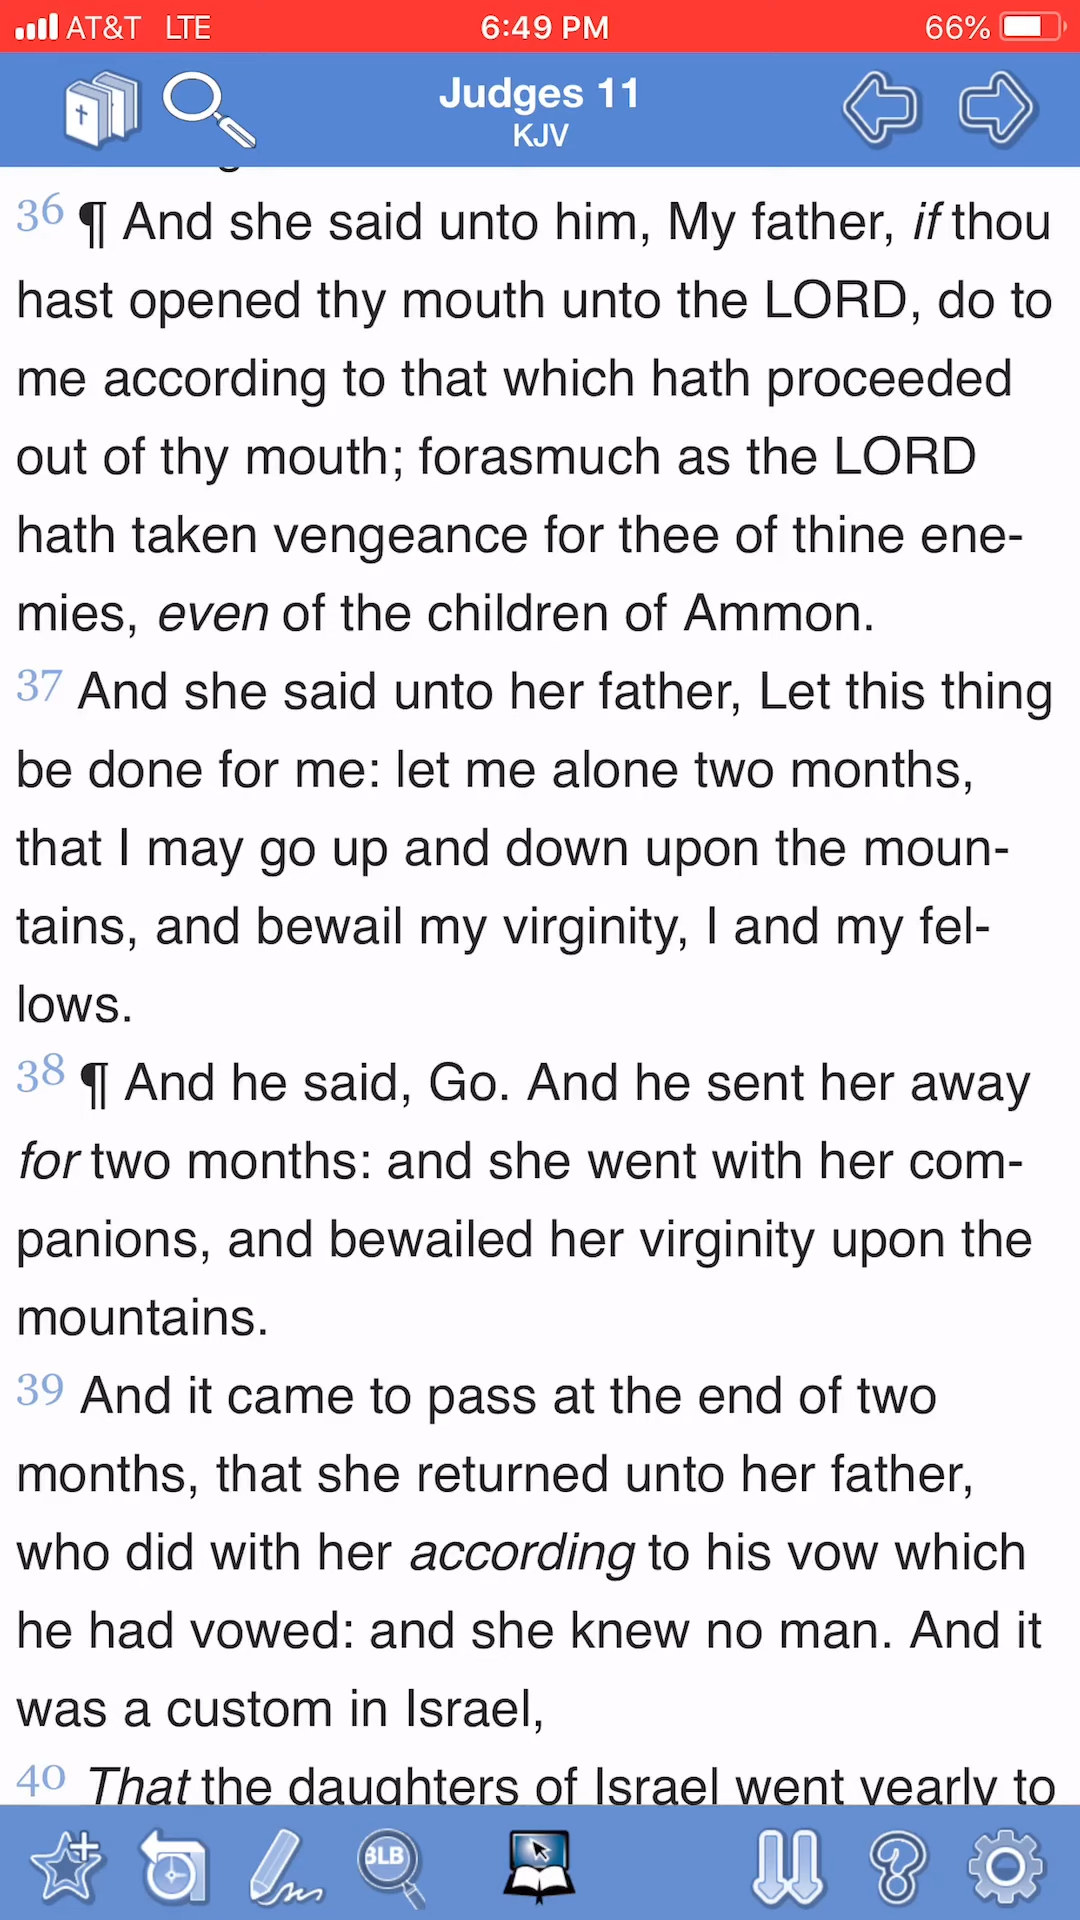 AT&T LTE 6:49 PM 66%
Judges 11
KJV
36 ¶ And she said unto him, My father, if thou
hast opened thy mouth unto the LORD, do to
me according to that which hath proceeded
out of thy mouth; forasmuch as the LORD
hath taken vengeance for thee of thine ene-
mies, even of the children of Ammon.
37 And she said unto her father, Let this thing
be done for me: let me alone two months,
that I may go up and down upon the moun-
tains, and bewail my virginity, I and my fel-
lows.
38 ¶ And he said, Go. And he sent her away
for two months: and she went with her com-
panions, and bewailed her virginity upon the
mountains.
39 And it came to pass at the end of two
months, that she returned unto her father,
who did with her according to his vow which
he had vowed: and she knew no man. And it
was a custom in Israel,
40 That the daughters of Israel went yearly to
BLB